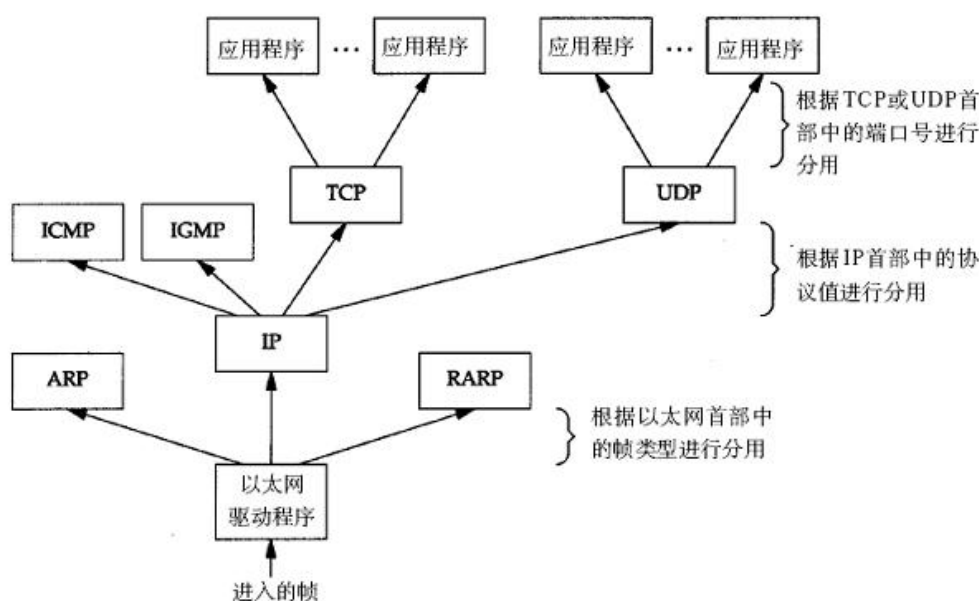 应用程序 … 应用程序 应用程序 … 应用程序
根据TCP或UDP首
部中的端口号进行
分用
TCP UDP
ICMP IGMP
根据IP首部中的协
议值进行分用
IP
ARP RARP
根据以太网首部中
的帧类型进行分用
以太网
驱动程序
进入的帧